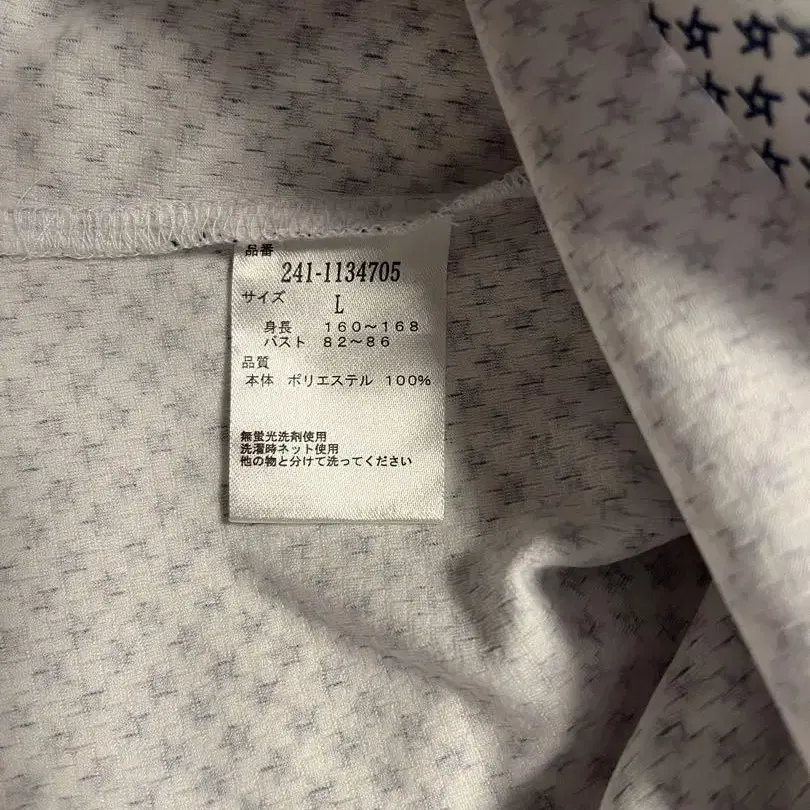 品番
241-1134705
サイズ L
身長 160～168
バスト 82～86
品質
本体 ポリエステル 100%
無蛍光洗剤使用
洗濯時ネット使用
他の物と分けて洗ってください